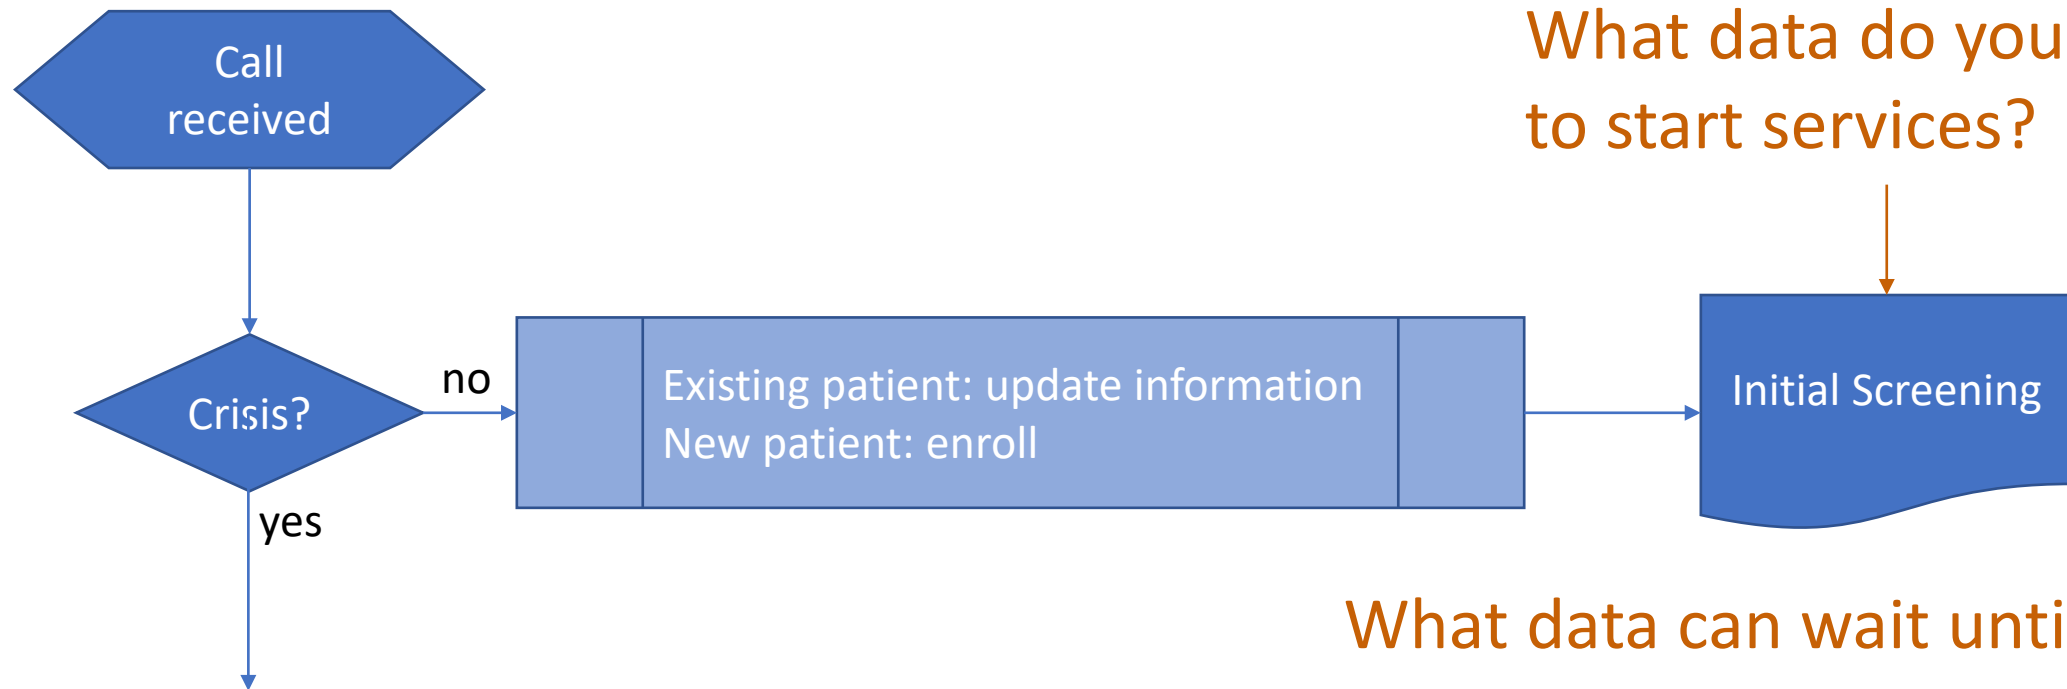 Call
received
What data do you
to start services?
Crisis?
no
Existing patient: update information
New patient: enroll
Initial Screening
yes
What data can wait unti